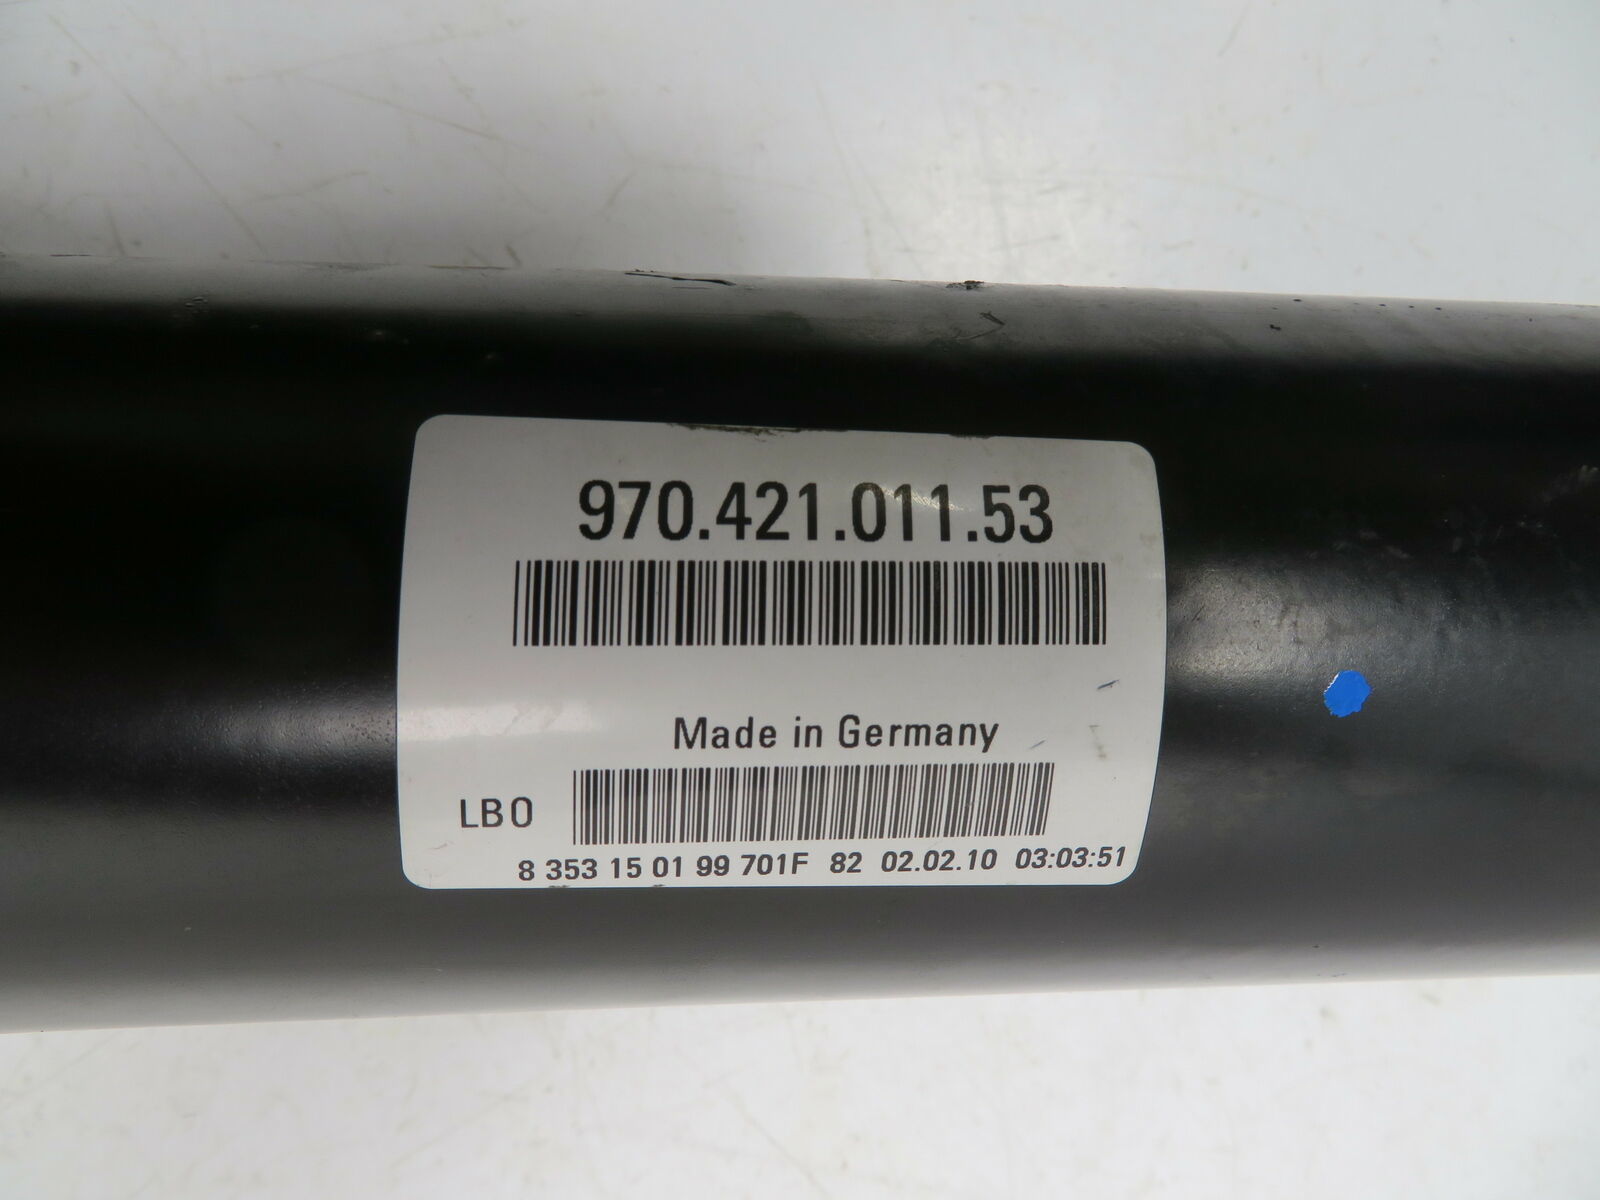 970.421.011.53
Made in Germany
LB0
8 353 15 01 99 701F 82 02.02.10 03:03:51